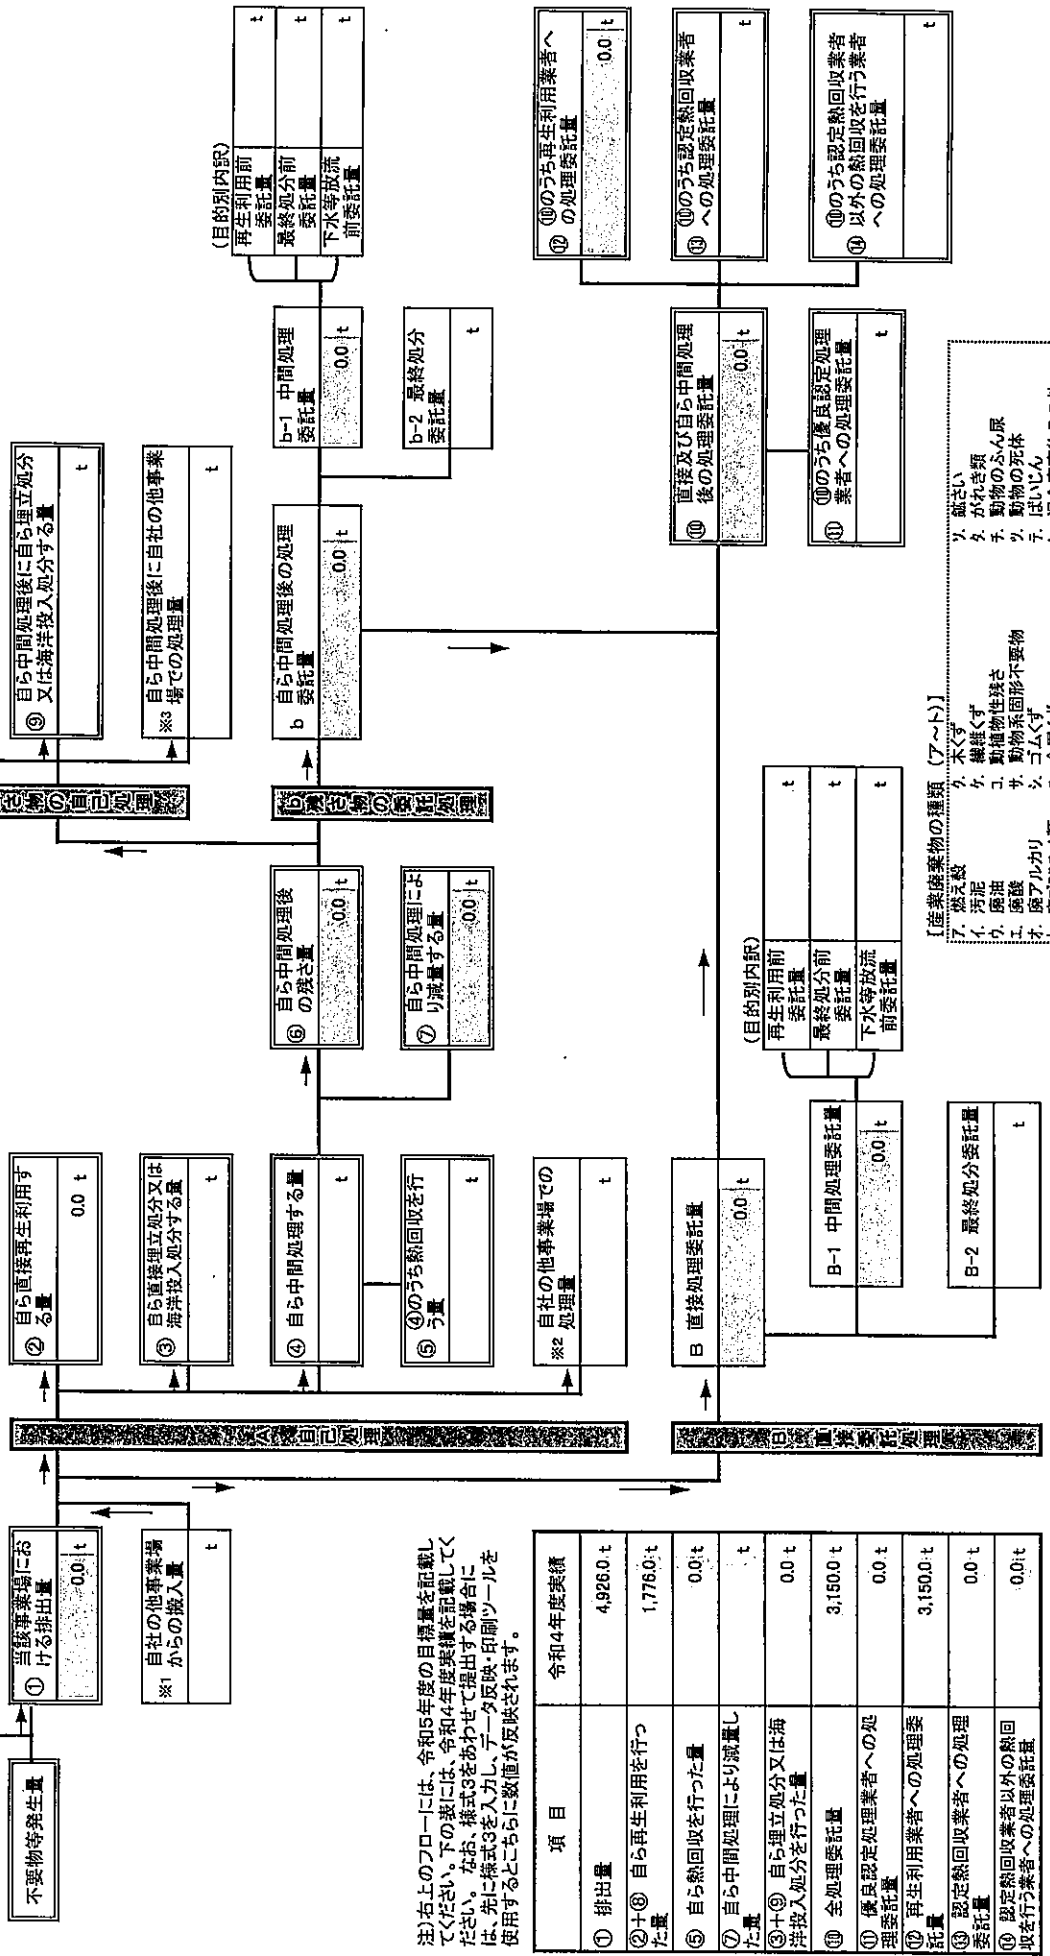 不要物等発生量
① 当該事業場にお
ける排出量
0.0 t
※1 自社の他事業場
からの搬入量
t
A 自己処理
② 自ら直接再生利用す
る量
0.0 t
③ 自ら直接埋立処分又は
海洋投入処分する量
t
④ 自ら中間処理する量
t
⑤ ④のうち熱回収を行
う量
t
※2 自社の他事業場での
処理量
t
⑥ 自ら中間処理後
の残さ量
0.0 t
⑦ 自ら中間処理によ
り減量する量
0.0 t
さ物の自己処理
⑨ 自ら中間処理後に自ら埋立処分
又は海洋投入処分する量
t
※3 自ら中間処理後に自社の他事業
場での処理量
t
b 残さ物の委託処理
b 自ら中間処理後の処理
委託量
0.0 t
b-1 中間処理
委託量
0.0 t
b-2 最終処分
委託量
t
(目的別内訳)
再生利用前
委託量
t
最終処分前
委託量
t
下水等放流
前委託量
t
B 直接委託処理
B 直接処理委託量
0.0 t
B-1 中間処理委託量
0.0 t
B-2 最終処分委託量
t
(目的別内訳)
再生利用前
委託量
t
最終処分前
委託量
t
下水等放流
前委託量
t
⑩ 直接及び自ら中間処理
後の処理委託量
0.0 t
⑪ ⑩のうち優良認定処理
業者への処理委託量
t
⑫ ⑩のうち再生利用業者へ
の処理委託量
0.0 t
⑬ ⑩のうち認定熱回収業者
への処理委託量
t
⑭ ⑩のうち認定熱回収業者
以外の熱回収を行う業者
への処理委託量
t
注)右上のフローには、令和5年度の目標量を記載し
てください。下の表には、令和4年度実績を記載してく
ださい。 なお、様式3をあわせて提出する場合に
は、先に様式3を入力し、データ反映・印刷ツールを
使用するとこちらに数値が反映されます。
項 目 令和4年度実績
① 排出量 4,926.0 t
②+⑧ 自ら再生利用を行っ
た量 1,776.0 t
⑤ 自ら熱回収を行った量 0.0 t
⑦ 自ら中間処理により減量し
た量 t
③+⑨ 自ら埋立処分又は海
洋投入処分を行った量 0.0 t
⑩ 全処理委託量 3,150.0 t
⑪ 優良認定処理業者への処
理委託量 0.0 t
⑫ 再生利用業者への処理委
託量 3,150.0 t
⑬ 認定熱回収業者への処理
委託量 0.0 t
⑭ 認定熱回収業者以外の熱回
収を行う業者への処理委託量 0.0 t
[産業廃棄物の種類 (ア～ト)]
ア. 燃え殻
イ. 汚泥
ウ. 廃油
エ. 廃酸
オ. 廃アルカリ
ク. 木くず
ケ. 繊維くず
コ. 動植物性残さ
サ. 動物系固形不要物
シ. ゴムくず
ソ. 鉱さい
タ. がれき類
チ. 動物のふん尿
ツ. 動物の死体
テ. ばいじん